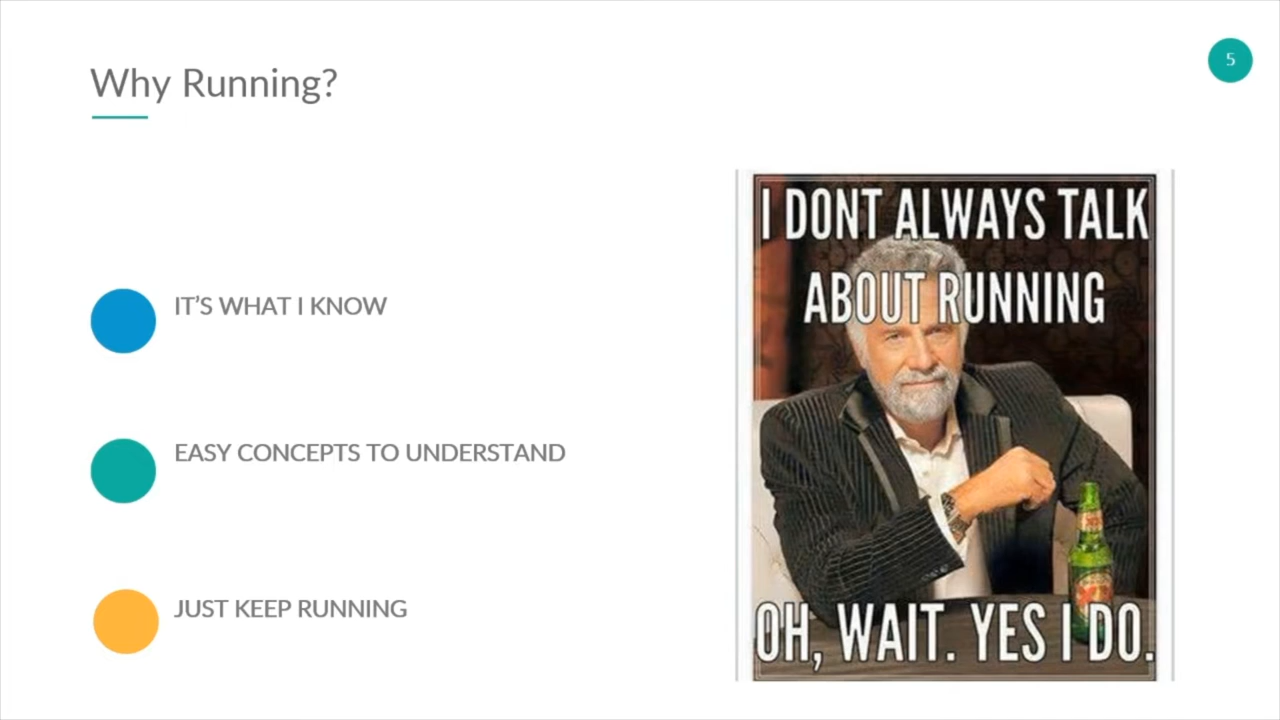 Why Running?
5
IT’S WHAT I KNOW
EASY CONCEPTS TO UNDERSTAND
JUST KEEP RUNNING
I DONT ALWAYS TALK
ABOUT RUNNING
OH, WAIT. YES I DO.